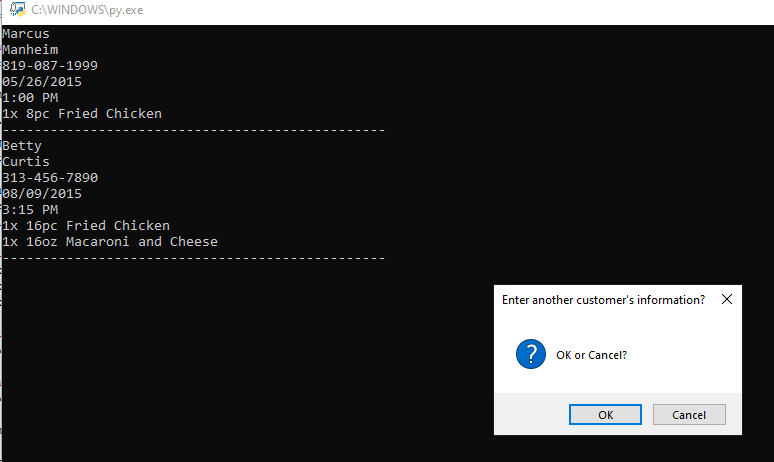 C:\WINDOWS\py.exe
Marcus
Manheim
819-087-1999
05/26/2015
1:00 PM
1x 8pc Fried Chicken
------------------------------------------------
Betty
Curtis
313-456-7890
08/09/2015
3:15 PM
1x 16pc Fried Chicken
1x 16oz Macaroni and Cheese
------------------------------------------------
Enter another customer's information?
OK or Cancel?
OK Cancel